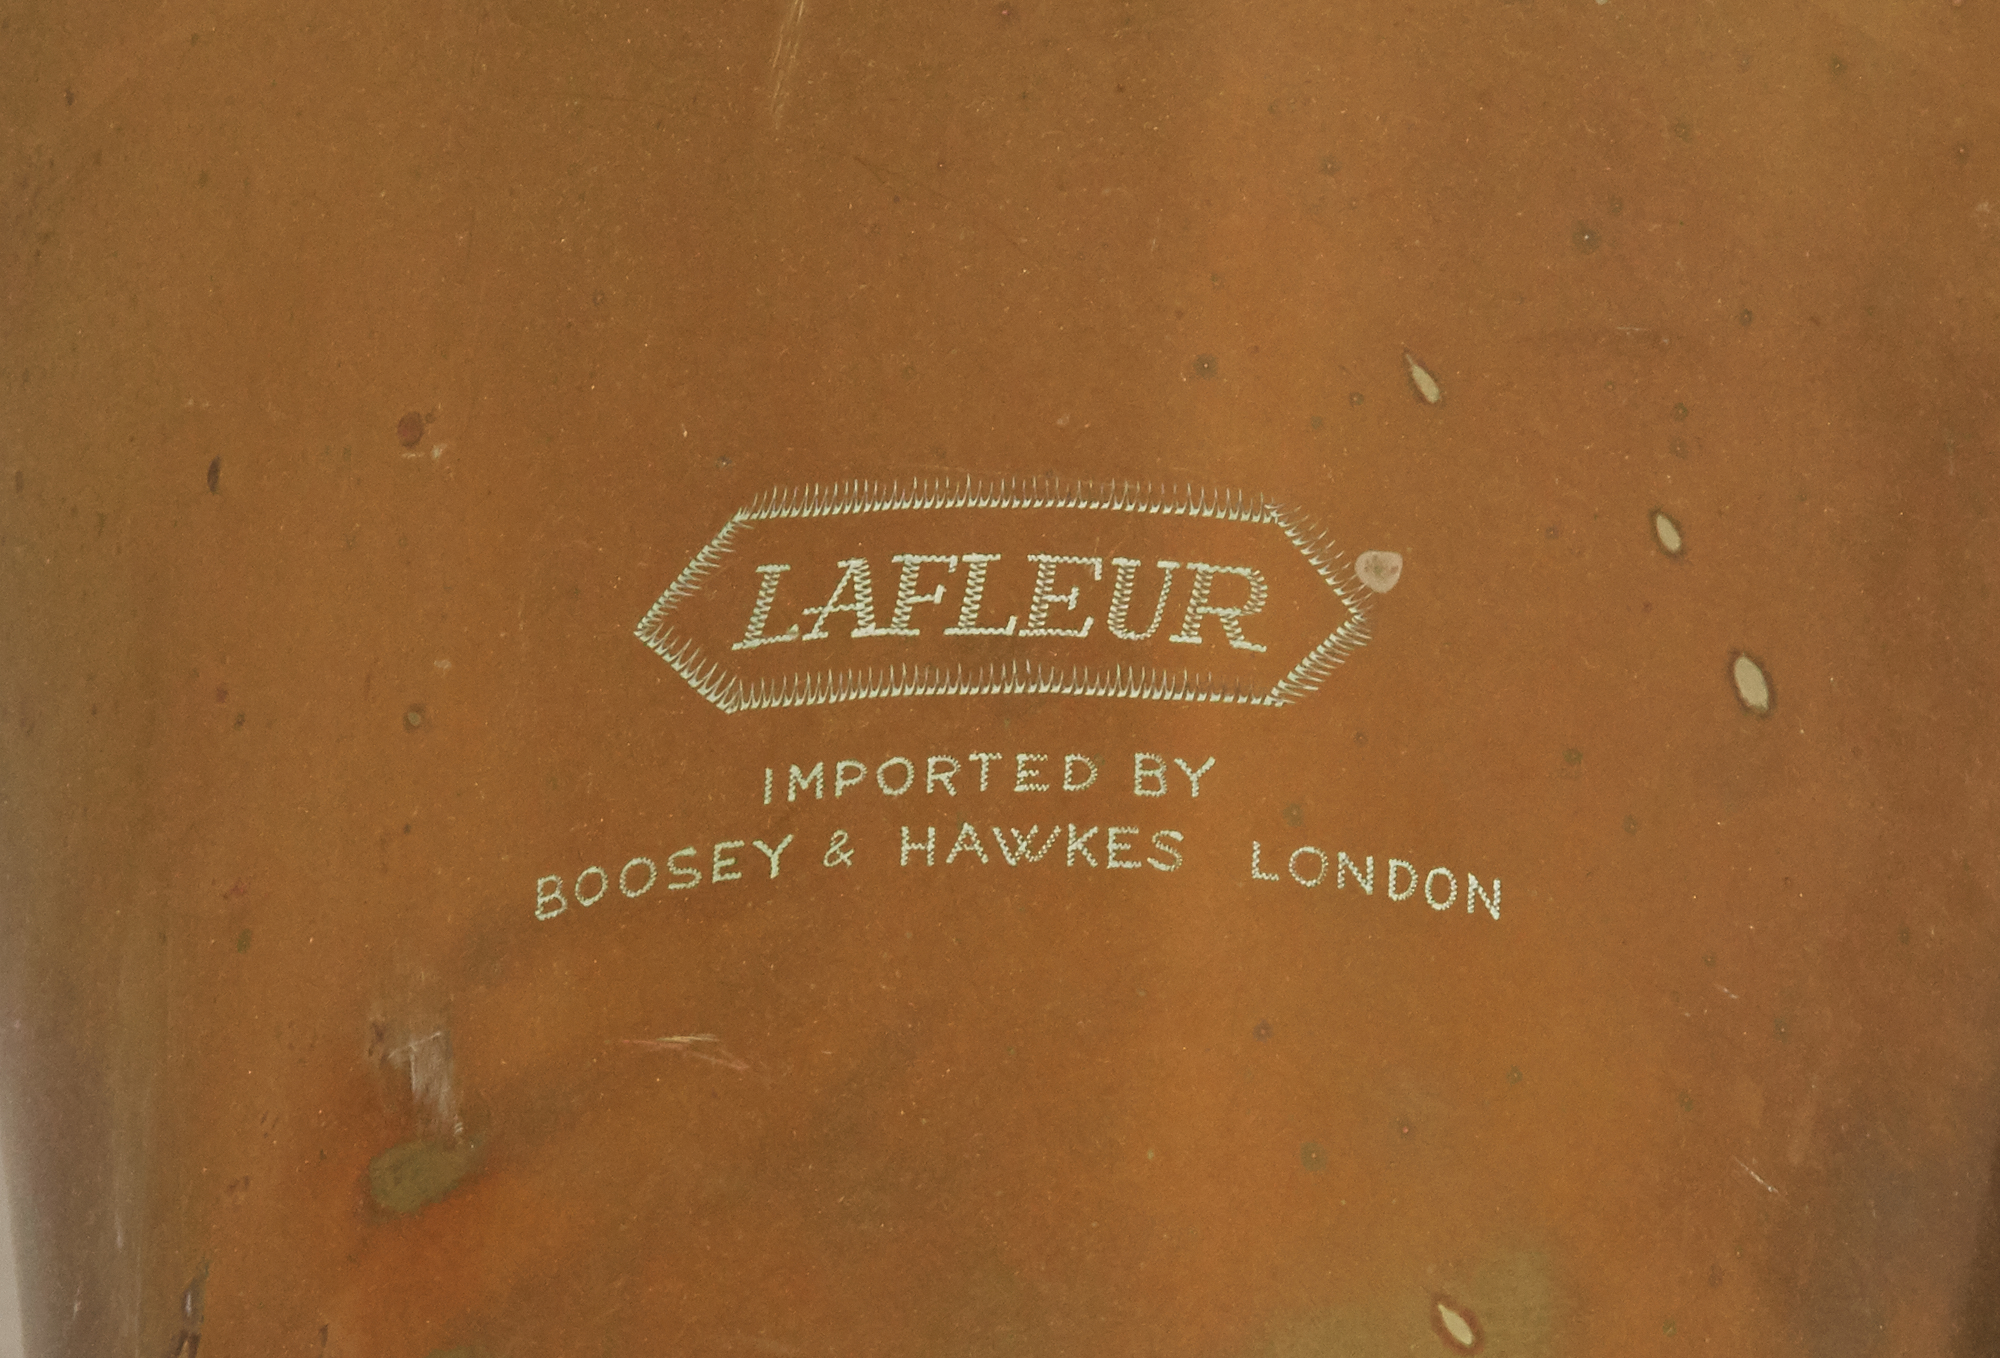 LAFLEUR
IMPORTED BY
BOOSEY & HAWKES LONDON